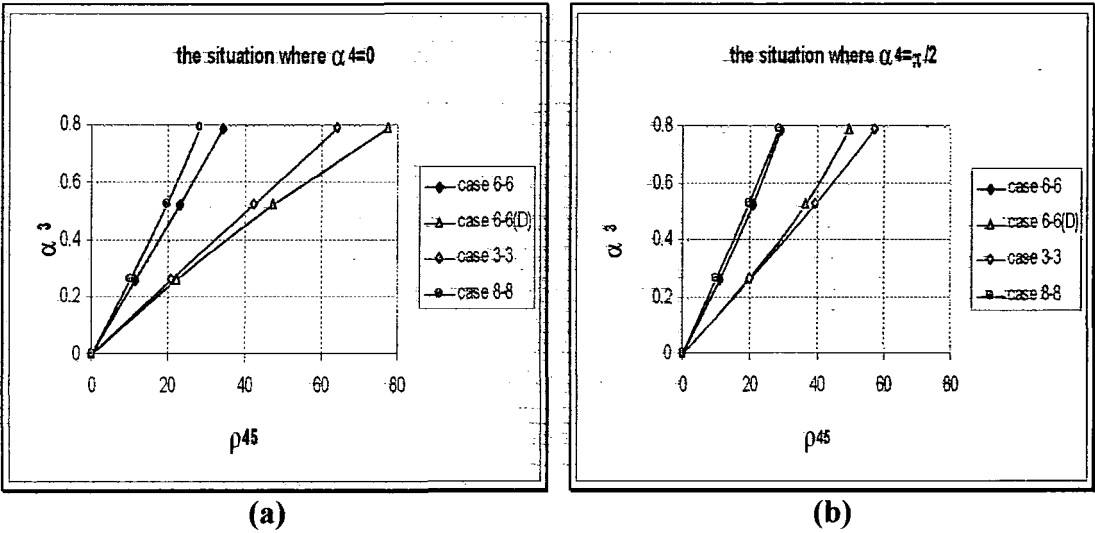 the situation where α4=0
0.8
0.6
0.4
0.2
0
α 3
0 20 40 60 80
ρ45
case 6-6
case 6-6(D)
case 3-3
case 8-8
(a)
the situation where α4=π/2
0.8
0.6
0.4
0.2
0
α 3
0 20 40 60 80
ρ45
case 6-6
case 6-6(D)
case 3-3
case 8-8
(b)